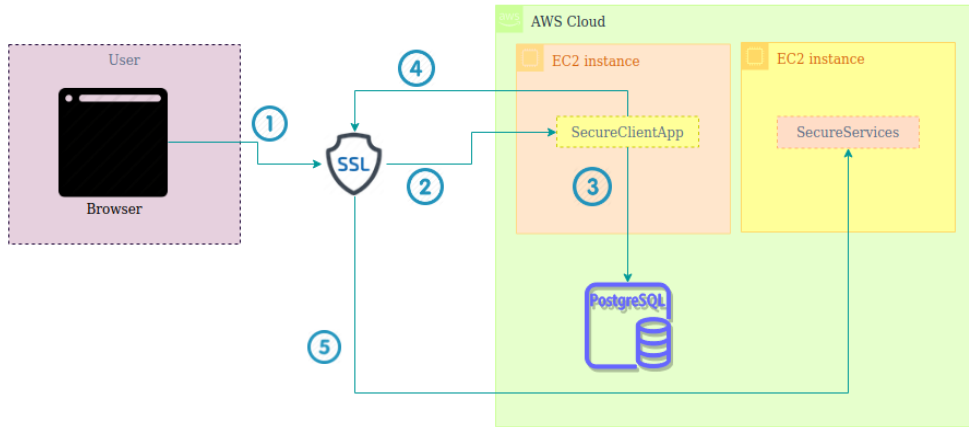 AWS Cloud
User
4
EC2 instance
EC2 instance
1
SecureClientApp
SecureServices
SSL
2
3
Browser
PostgreSQL
5